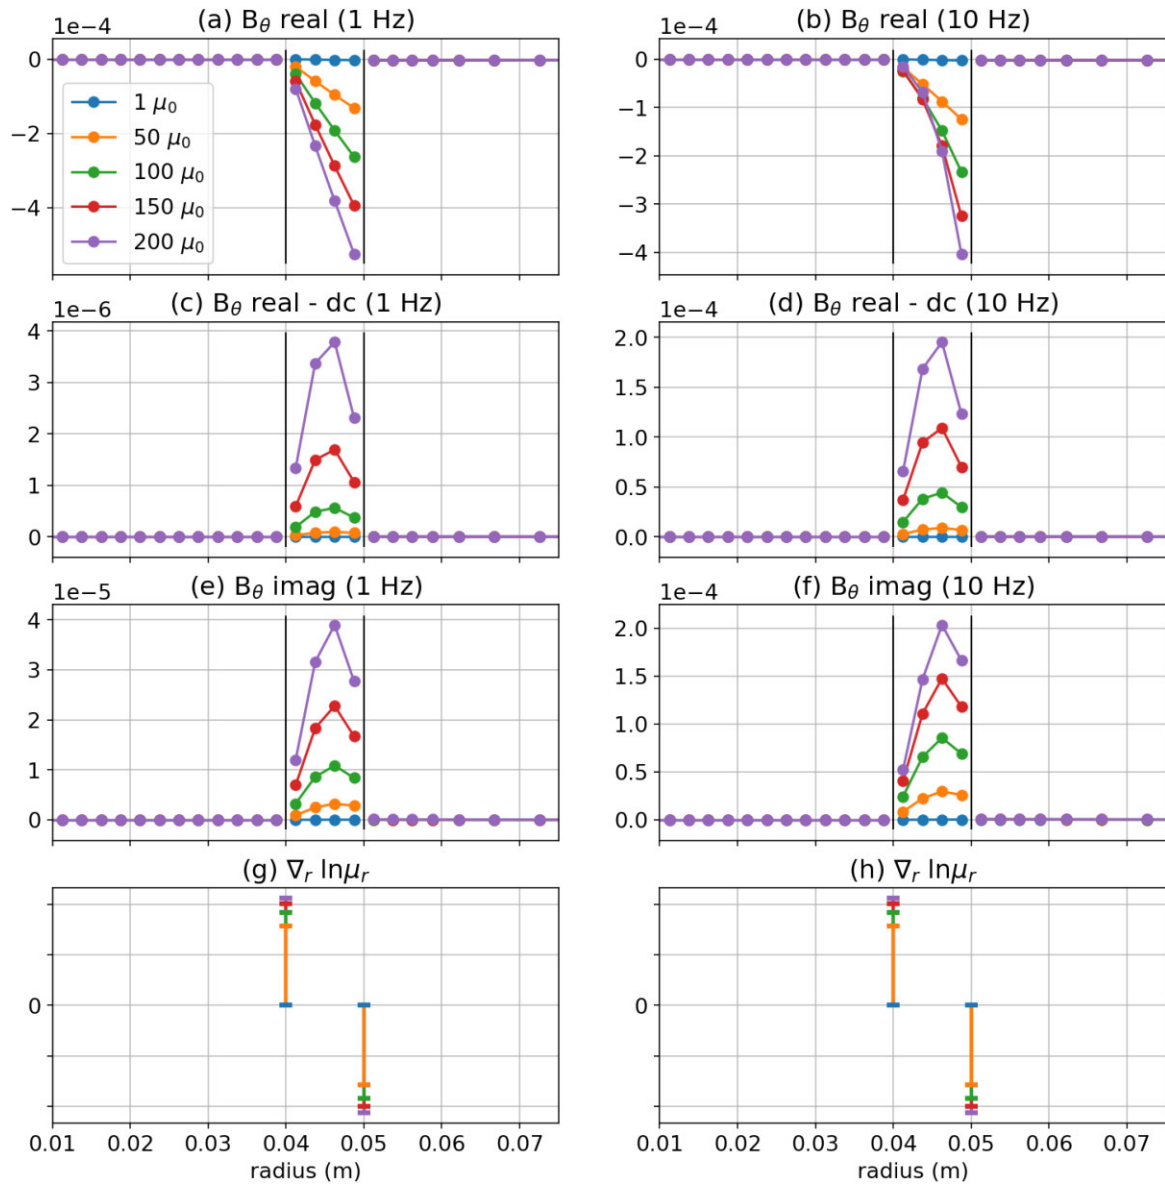 (a) Bθ real (1 Hz)
1e−4
0
−2
−4
1 μ0
50 μ0
100 μ0
150 μ0
200 μ0
(b) Bθ real (10 Hz)
1e−4
0
−1
−2
−3
−4
(c) Bθ real - dc (1 Hz)
1e−6
4
3
2
1
0
(d) Bθ real - dc (10 Hz)
1e−4
2.0
1.5
1.0
0.5
0.0
(e) Bθ imag (1 Hz)
1e−5
4
3
2
1
0
(f) Bθ imag (10 Hz)
1e−4
2.0
1.5
1.0
0.5
0.0
(g) ∇r lnμr
0
0.01 0.02 0.03 0.04 0.05 0.06 0.07
radius (m)
(h) ∇r lnμr
0.01 0.02 0.03 0.04 0.05 0.06 0.07
radius (m)